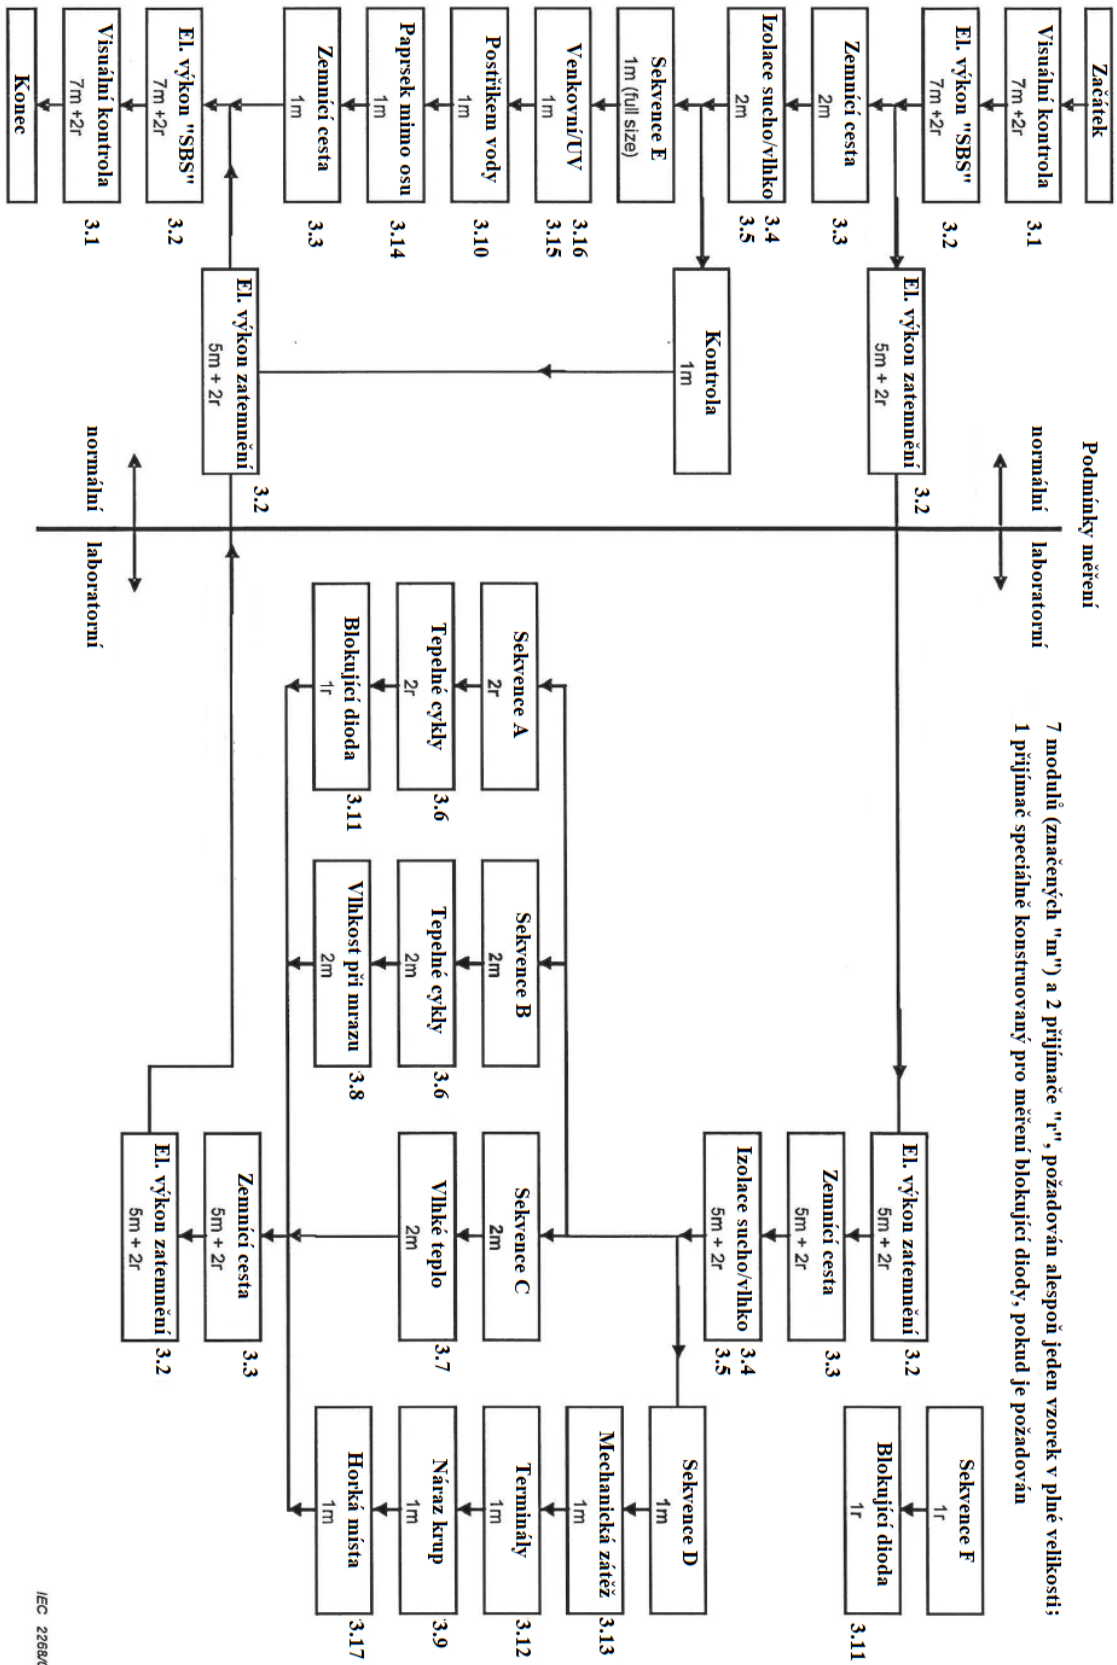 Podmínky měření
normální
laboratorní
7 modulů (značených "m") a 2 přijímače "r", požadován alespoň jeden vzorek v plné velikosti;
1 přijímač speciálně konstruovaný pro měření blokující diody, pokud je požadován
Začátek
Visuální kontrola
7m +2r
3.1
El. výkon "SBS"
7m +2r
3.2
Zemnící cesta
2m
3.3
Izolace sucho/vlhko
2m
3.4
3.5
Sekvence E
1m (full size)
Venkovní/UV
1m
3.16
3.15
Postřikem vody
1m
3.10
Paprsek mimo osu
1m
3.14
Zemnící cesta
1m
3.3
El. výkon "SBS"
7m +2r
3.2
Visuální kontrola
7m +2r
3.1
Konec
El. výkon zatemnění
5m + 2r
3.2
Kontrola
1m
El. výkon zatemnění
5m + 2r
3.2
normální
laboratorní
El. výkon zatemnění
5m + 2r
3.2
Zemnící cesta
5m + 2r
3.3
Izolace sucho/vlhko
5m + 2r
3.4
3.5
Sekvence F
1r
Blokující dioda
1r
3.11
Sekvence A
2r
Tepelné cykly
2r
3.6
Blokující dioda
1r
3.11
Sekvence B
2m
Tepelné cykly
2m
3.6
Vlhkost při mrazu
2m
3.8
Sekvence C
2m
Vlhké teplo
2m
3.7
Sekvence D
1m
Mechanická zátěž
1m
3.13
Terminály
1m
3.12
Náraz krup
1m
3.9
Horká místa
1m
3.17
Zemnící cesta
5m + 2r
3.3
El. výkon zatemnění
5m + 2r
3.2
IEC